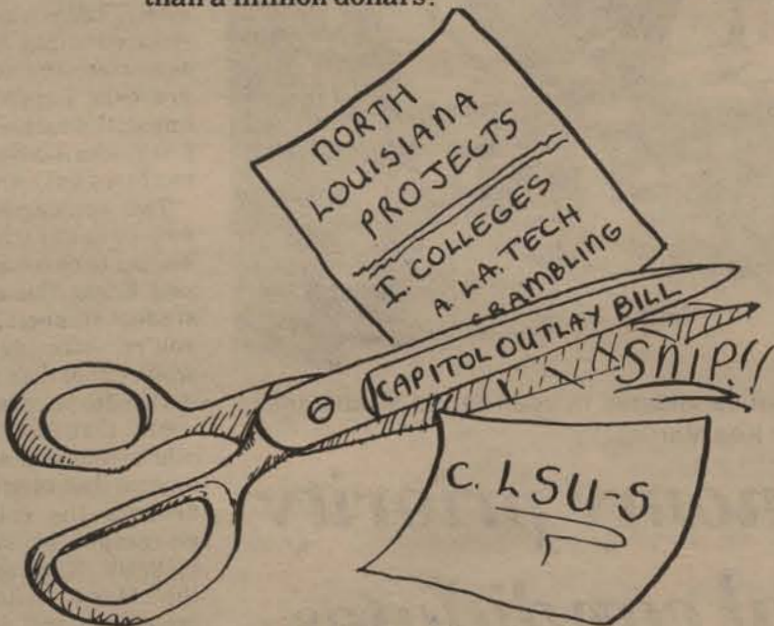 than a million dollars!
NORTH
LOUISIANA
PROJECTS
I. COLLEGES
A. LA. TECH
GRAMBLING
CAPITOL OUTLAY BILL
SNIP!!
C. LSU-S